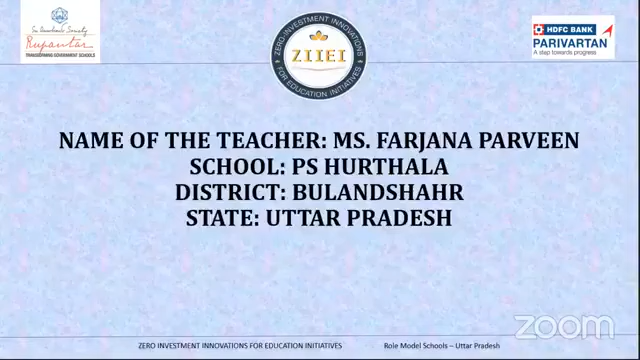 Sri Aurobindo Society
Rupantar
TRANSFORMING GOVERNMENT SCHOOLS
ZERO-INVESTMENT INNOVATIONS
ZIIEI
FOR EDUCATION INITIATIVES
HDFC BANK
PARIVARTAN
A step towards progress
NAME OF THE TEACHER: MS. FARJANA PARVEEN
SCHOOL: PS HURTHALA
DISTRICT: BULANDSHAHR
STATE: UTTAR PRADESH
ZERO INVESTMENT INNOVATIONS FOR EDUCATION INITIATIVES
Role Model Schools – Uttar Pradesh
zoom